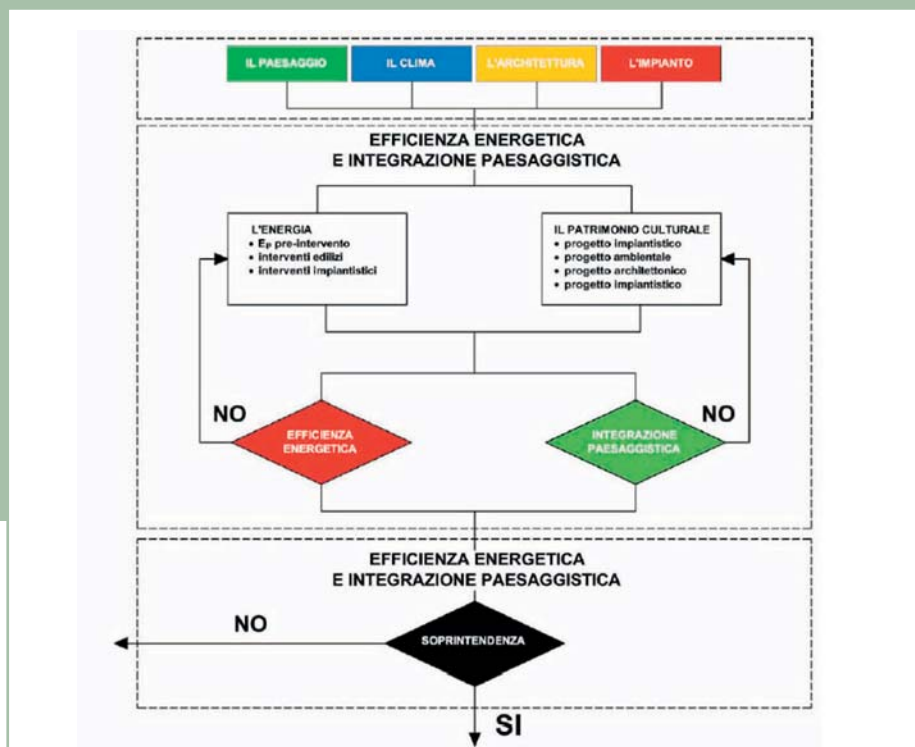 IL PAESAGGIO
IL CLIMA
L'ARCHITETTURA
L'IMPIANTO
EFFICIENZA ENERGETICA
E INTEGRAZIONE PAESAGGISTICA
L'ENERGIA
• EP pre-intervento
• interventi edilizi
• interventi impiantistici
IL PATRIMONIO CULTURALE
• progetto impiantistico
• progetto ambientale
• progetto architettonico
• progetto impiantistico
NO
EFFICIENZA
ENERGETICA
INTEGRAZIONE
PAESAGGISTICA
NO
EFFICIENZA ENERGETICA
E INTEGRAZIONE PAESAGGISTICA
NO
SOPRINTENDENZA
SI